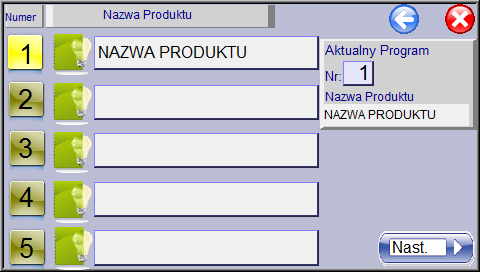 Numer
Nazwa Produktu
1
NAZWA PRODUKTU
2
3
4
5
Aktualny Program
Nr: 1
Nazwa Produktu
NAZWA PRODUKTU
Nast.